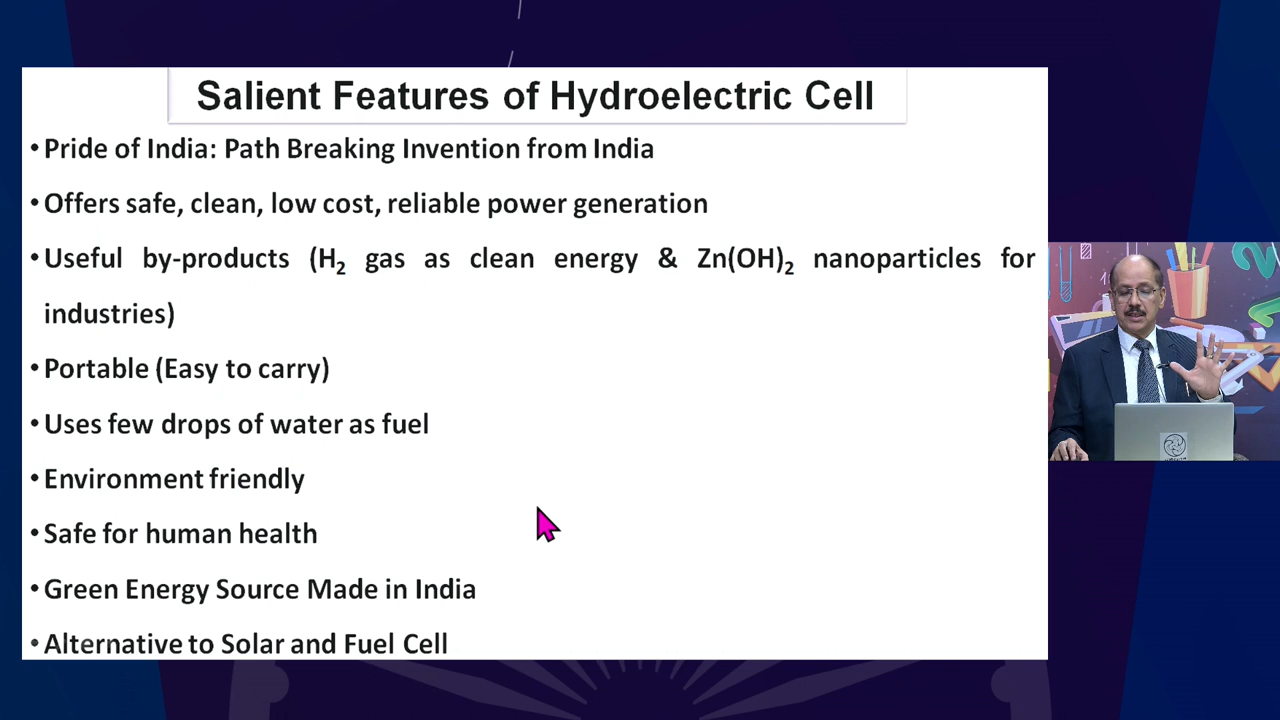 Salient Features of Hydroelectric Cell
•Pride of India: Path Breaking Invention from India
•Offers safe, clean, low cost, reliable power generation
•Useful by-products (H2 gas as clean energy & Zn(OH)2 nanoparticles for
industries)
•Portable (Easy to carry)
•Uses few drops of water as fuel
•Environment friendly
•Safe for human health
•Green Energy Source Made in India
•Alternative to Solar and Fuel Cell